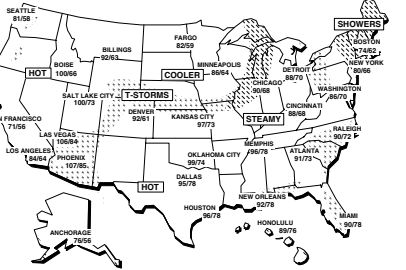 SEATTLE
81/58
SHOWERS
FARGO
82/59
BOSTON
74/62
BILLINGS
92/63
BOISE
100/66
MINNEAPOLIS
86/64
NEW YORK
80/66
HOT
COOLER
DETROIT
88/70
CHICAGO
90/68
WASHINGTON
86/70
SALT LAKE CITY
100/73
T-STORMS
DENVER
92/61
KANSAS CITY
97/73
CINCINNATI
88/68
N FRANCISCO
71/56
STEAMY
RALEIGH
90/72
LAS VEGAS
106/84
LOS ANGELES
84/64
PHOENIX
107/85
OKLAHOMA CITY
99/74
MEMPHIS
96/78
ATLANTA
91/73
HOT
DALLAS
95/78
HOUSTON
96/78
NEW ORLEANS
92/78
MIAMI
90/78
HONOLULU
89/76
ANCHORAGE
76/56